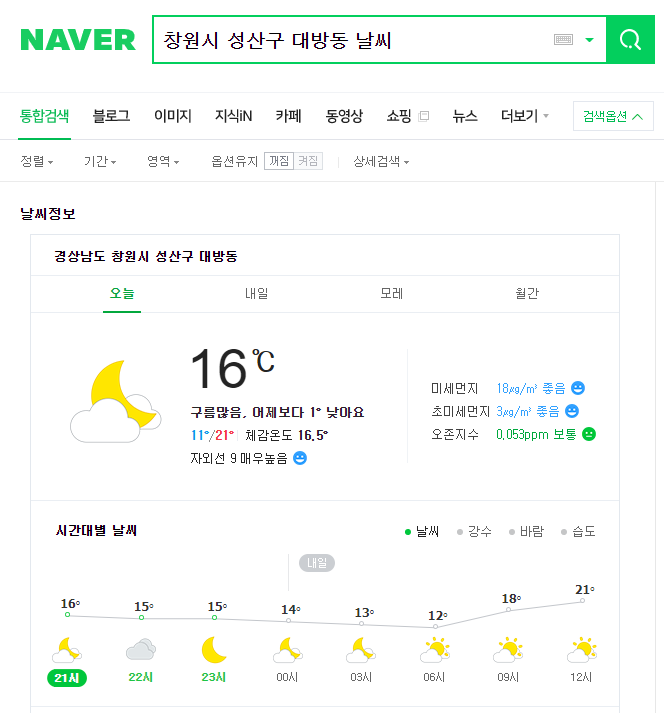 NAVER
창원시 성산구 대방동 날씨
통합검색 블로그 이미지 지식iN 카페 동영상 쇼핑 뉴스 더보기 검색옵션
정렬 기간 영역 옵션유지 꺼짐 켜짐 상세검색
날씨정보
경상남도 창원시 성산구 대방동
오늘 내일 모레 월간
16℃
구름많음, 어제보다 1° 낮아요
11°/21° 체감온도 16.5°
자외선 9 매우높음
미세먼지 18㎍/㎥ 좋음
초미세먼지 3㎍/㎥ 좋음
오존지수 0.053ppm 보통
시간대별 날씨
날씨 강수 바람 습도
내일
16° 15° 15° 14° 13° 12° 18° 21°
21시 22시 23시 00시 03시 06시 09시 12시